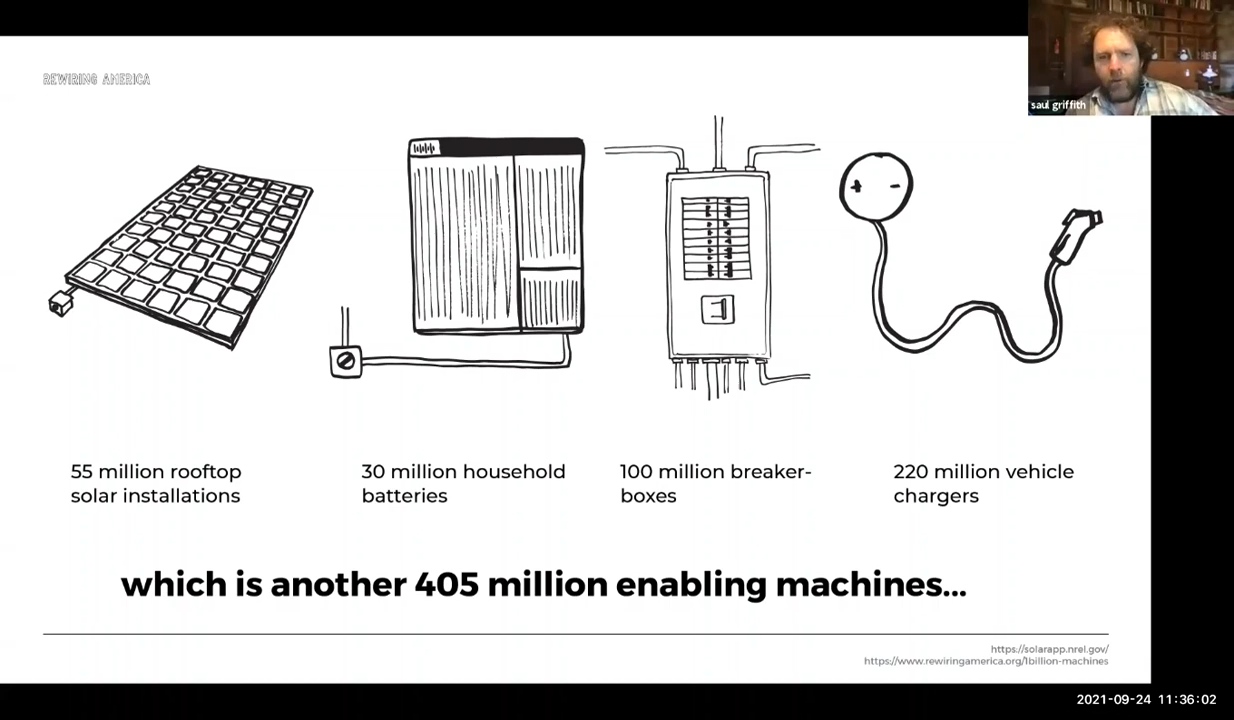 REWIRING AMERICA
saul griffith
55 million rooftop
solar installations
30 million household
batteries
100 million breaker-
boxes
220 million vehicle
chargers
which is another 405 million enabling machines...
https://solarapp.nrel.gov/
https://www.rewiringamerica.org/1billion-machines
2021-09-24 11:36:02